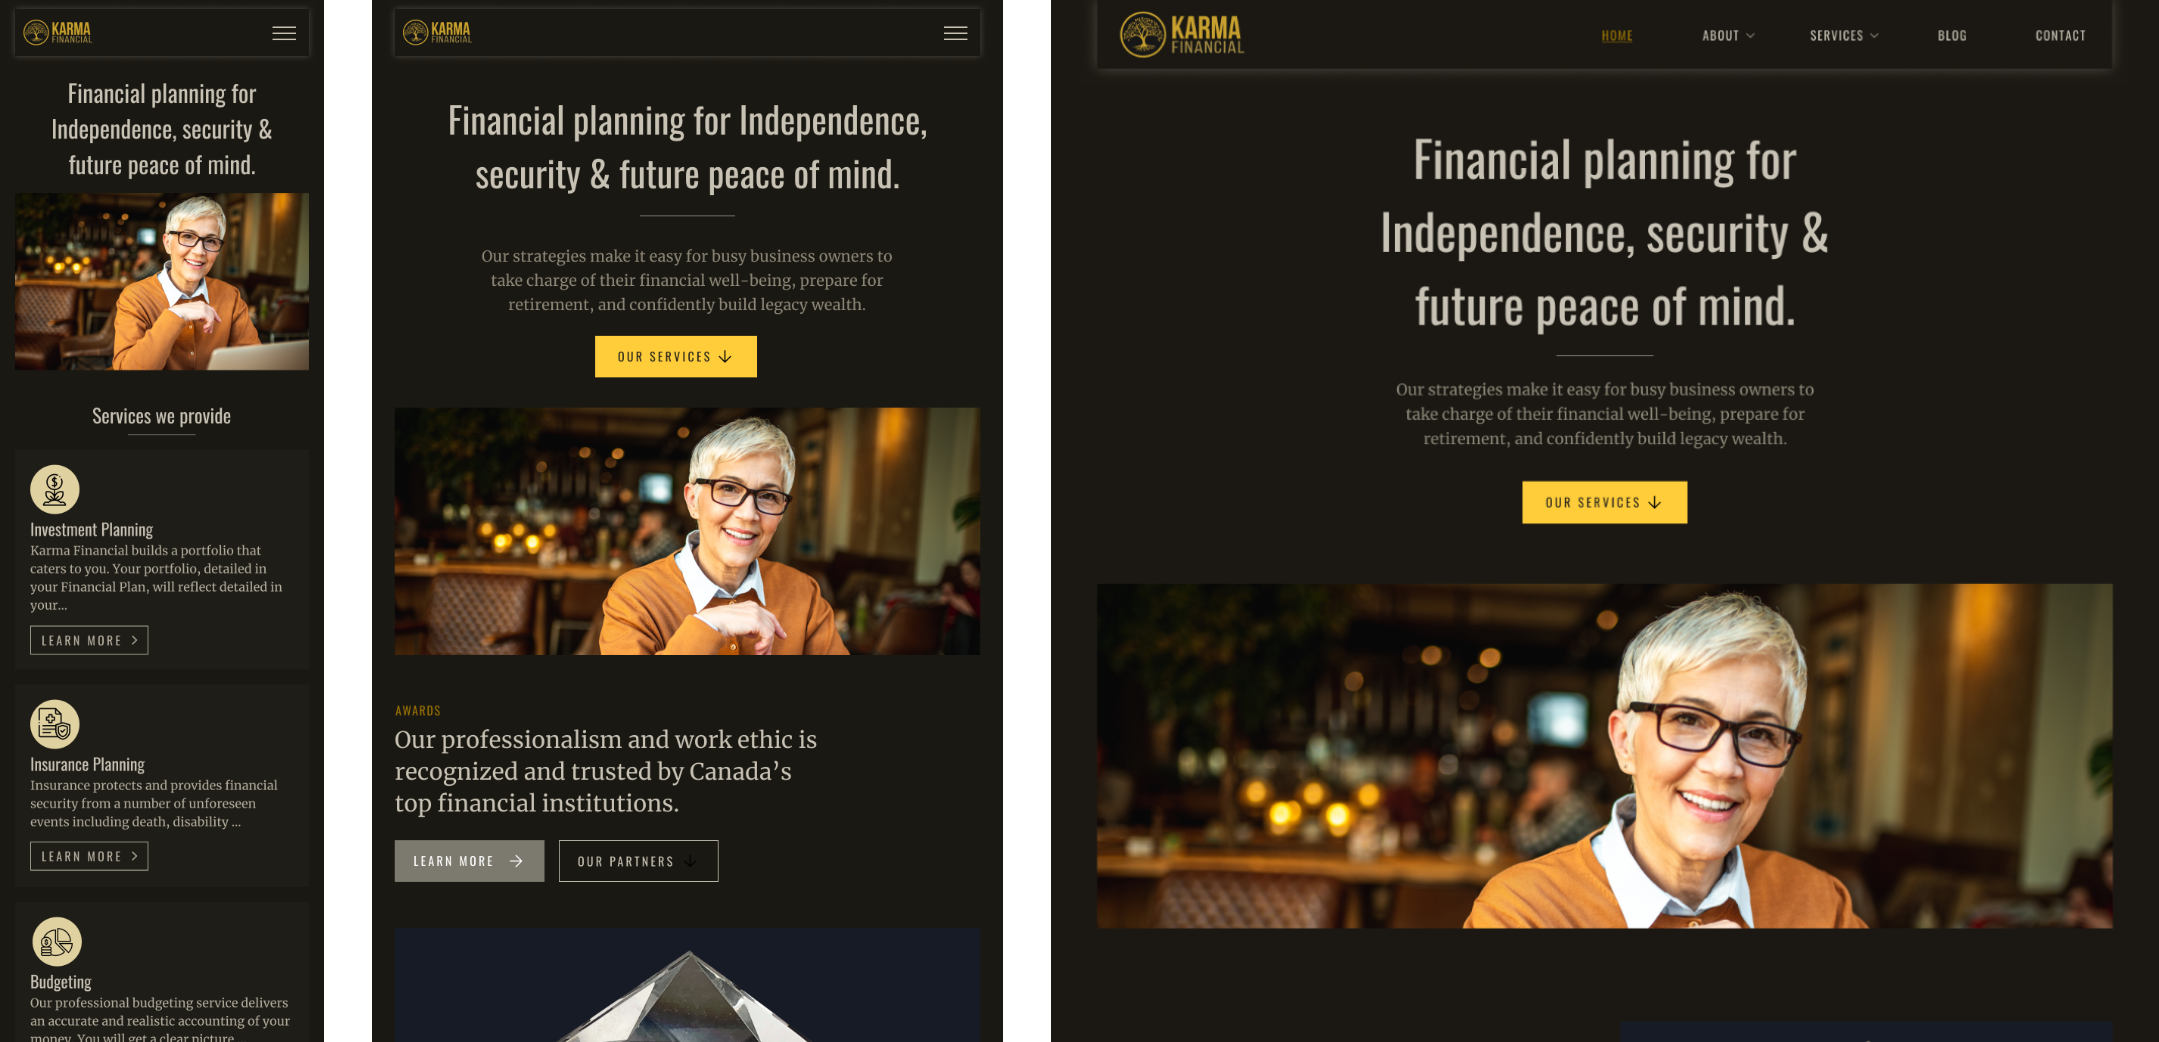 KARMA
FINANCIAL
Financial planning for
Independence, security &
future peace of mind.
Services we provide
Investment Planning
Karma Financial builds a portfolio that
caters to you. Your portfolio, detailed in
your Financial Plan, will reflect detailed in
your...
LEARN MORE
Insurance Planning
Insurance protects and provides financial
security from a number of unforeseen
events including death, disability ...
LEARN MORE
Budgeting
Our professional budgeting service delivers
an accurate and realistic accounting of your
money. You will get a clear picture
KARMA
FINANCIAL
Financial planning for Independence,
security & future peace of mind.
Our strategies make it easy for busy business owners to
take charge of their financial well-being, prepare for
retirement, and confidently build legacy wealth.
OUR SERVICES
AWARDS
Our professionalism and work ethic is
recognized and trusted by Canada’s
top financial institutions.
LEARN MORE
OUR PARTNERS
KARMA
FINANCIAL
HOME
ABOUT
SERVICES
BLOG
CONTACT
Financial planning for
Independence, security &
future peace of mind.
Our strategies make it easy for busy business owners to
take charge of their financial well-being, prepare for
retirement, and confidently build legacy wealth.
OUR SERVICES